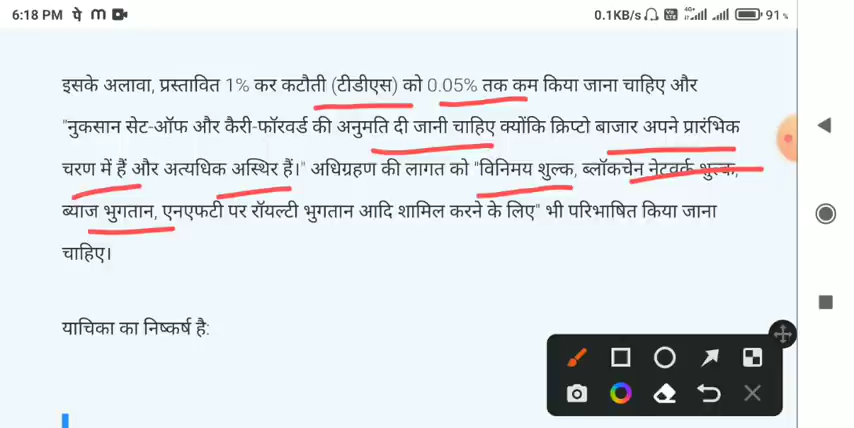 6:18 PM पे m 0.1KB/s 4G+ 91%
इसके अलावा, प्रस्तावित 1% कर कटौती (टीडीएस) को 0.05% तक कम किया जाना चाहिए और
"नुकसान सेट-ऑफ और कैरी-फॉरवर्ड की अनुमति दी जानी चाहिए क्योंकि क्रिप्टो बाजार अपने प्रारंभिक
चरण में हैं और अत्यधिक अस्थिर हैं।" अधिग्रहण की लागत को "विनिमय शुल्क, ब्लॉकचेन नेटवर्क शुल्क,
ब्याज भुगतान, एनएफटी पर रॉयल्टी भुगतान आदि शामिल करने के लिए" भी परिभाषित किया जाना
चाहिए।
याचिका का निष्कर्ष है: